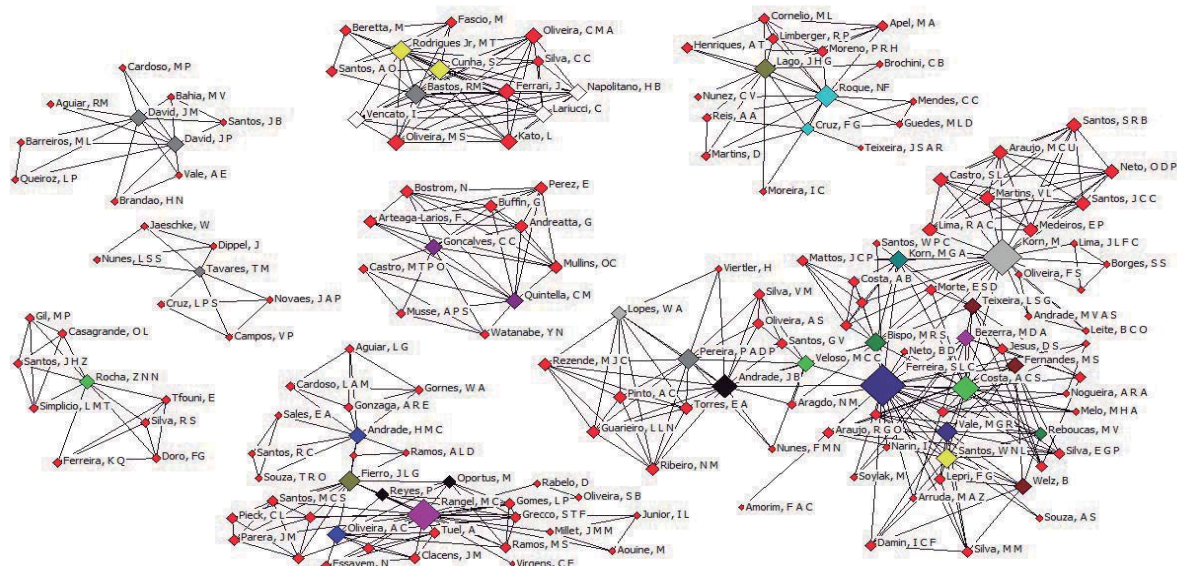 Cardoso, M P
Bahia, M V
Aguiar, RM
David, J M
Santos, J B
David, J P
Barreiros, M L
Vale, A E
Queiroz, L P
Brandao, H N
Beretta, M
Fascio, M
Rodrigues Jr, M T
Oliveira, C M A
Cunha, S
Silva, C C
Santos, A O
Bastos, RM
Ferrari, J
Napolitano, H B
Lariucci, C
Vencato, I
Oliveira, M S
Kato, L
Cornelio, M L
Limberger, R P
Apel, M A
Henriques, A T
Moreno, P R H
Lago, J H G
Brochini, C B
Nunez, C V
Roque, NF
Mendes, C C
Reis, A A
Cruz, F G
Guedes, M L D
Teixeira, J S A R
Martins, D
Moreira, I C
Santos, S R B
Araujo, M C U
Castro, S L
Neto, O D P
Martins, V L
Santos, J C C
Lima, R A C
Medeiros, E P
Korn, M
Lima, J L F C
Borges, S S
Oliveira, F S
Andrade, M V A S
Jaeschke, W
Dippel, J
Nunes, L S S
Tavares, T M
Cruz, L P S
Novaes, J A P
Campos, V P
Bostrom, N
Perez, E
Buffin, G
Arteaga-Larios, F
Andreatta, G
Goncalves, C C
Castro, M T P O
Mullins, OC
Quintella, C M
Musse, A P S
Watanabe, Y N
Gil, M P
Casagrande, O L
Santos, J H Z
Rocha, Z N N
Simplicio, L M T
Tfouni, E
Silva, R S
Ferreira, K Q
Doro, F G
Aguiar, L G
Cardoso, L A M
Gornes, W A
Gonzaga, A R E
Sales, E A
Andrade, H M C
Santos, R C
Ramos, A L D
Souza, T R O
Fierro, J L G
Oportus, M
Reyes, P
Rabelo, D
Santos, M C S
Rangel, M C
Gomes, L P
Oliveira, S B
Pieck, C L
Grecco, S T F
Junior, I L
Oliveira, A C
Tuel, A
Millet, J M M
Parera, J M
Ramos, M S
Aouine, M
Clacens, J M
Essayem, N
Virgens, C F
Viertler, H
Lopes, W A
Silva, V M
Oliveira, A S
Santos, G V
Pereira, P A D P
Veloso, M C C
Rezende, M J C
Andrade, J B
Pinto, A C
Torres, E A
Aragdo, NM
Guarieiro, L L N
Ribeiro, N M
Nunes, F M N
Santos, W P C
Mattos, J C P
Korn, M G A
Costa, A B
Morte, E S D
Teixeira, L S G
Bispo, M R S
Bezerra, M D A
Leite, B C O
Neto, B D
Jesus, D S
Ferreira, S L C
Fernandes, M S
Costa, A C S
Nogueira, A R A
Melo, M H A
Araujo, R G O
Vale, M G R
Reboucas, M V
Narin, I
Santos, W N L
Silva, E G P
Soylak, M
Lepri, F G
Welz, B
Arruda, M A Z
Souza, A S
Amorim, F A C
Damin, I C F
Silva, M M